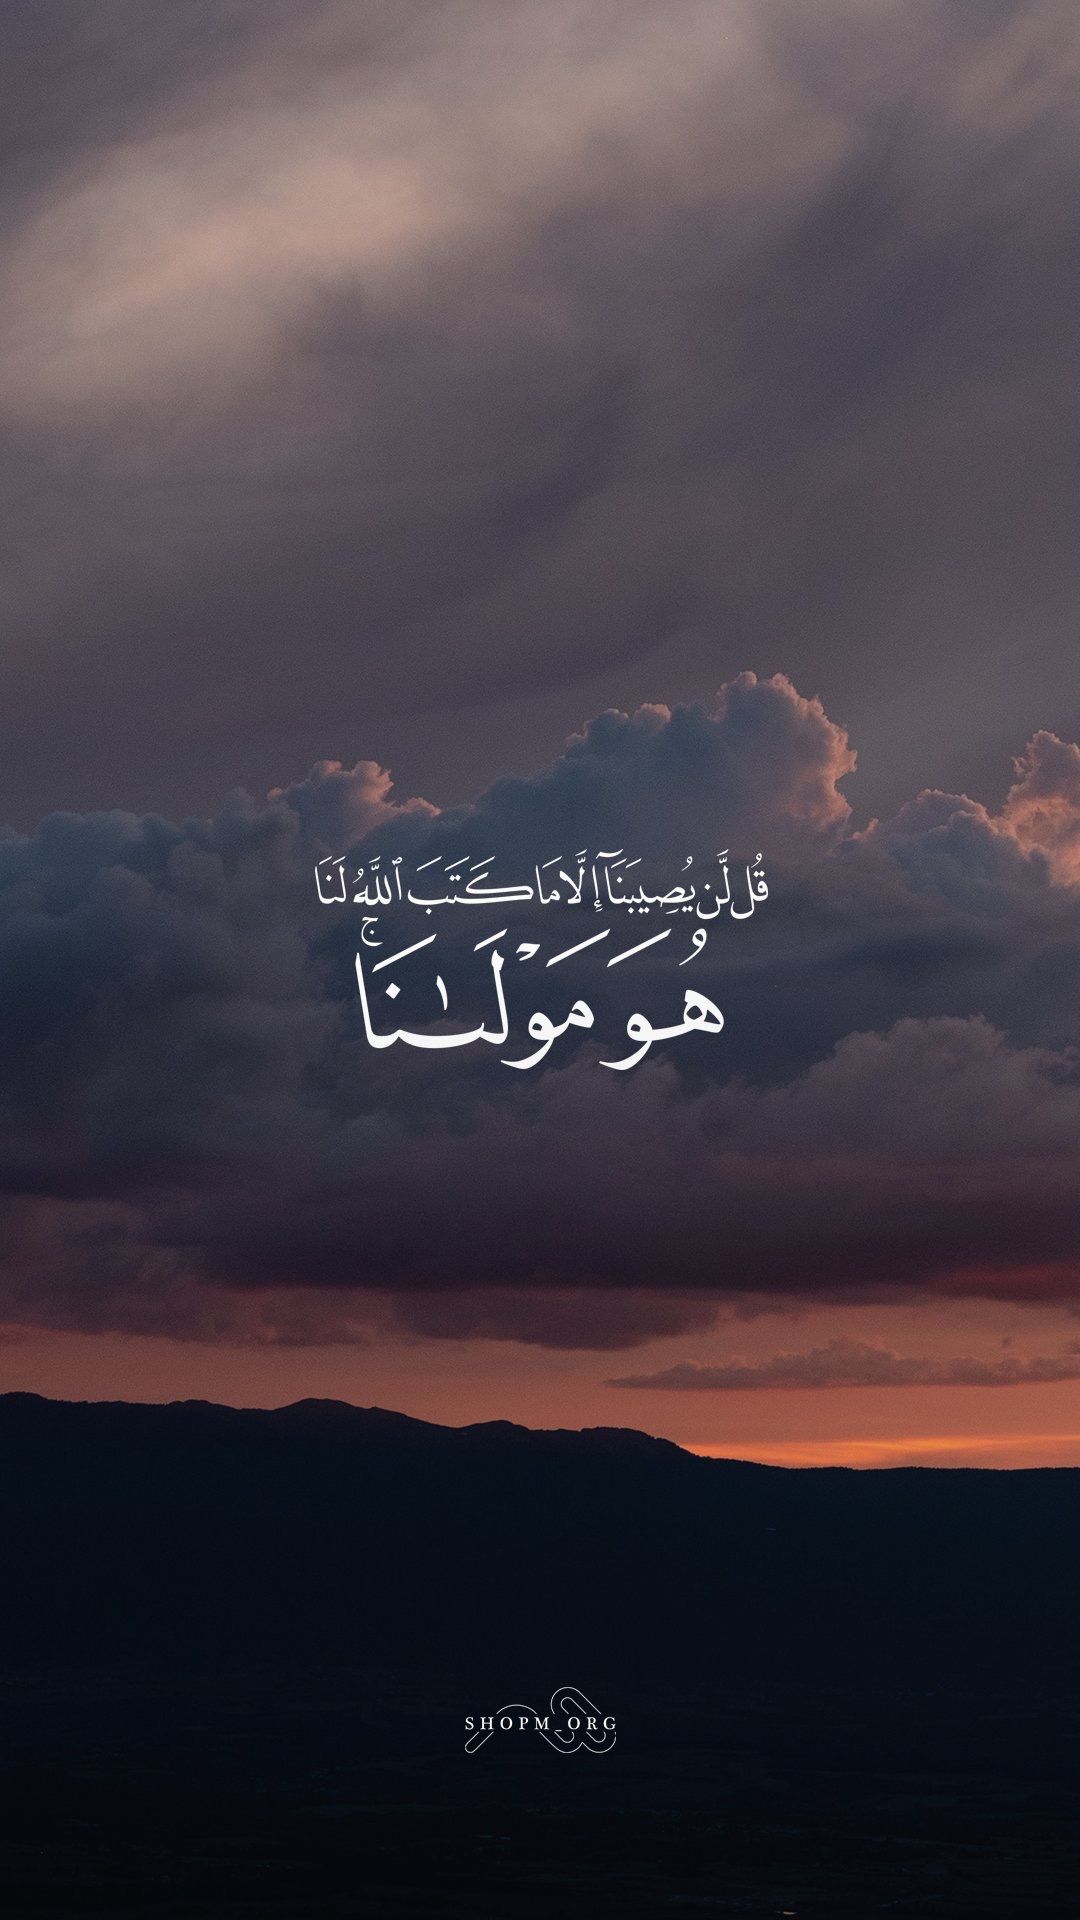 قُل لَّن يُصِيبَنَآ إِلَّا مَا كَتَبَ ٱللَّهُ لَنَا
هُوَ مَوْلَىٰنَا ۚ
SHOPM_ORG